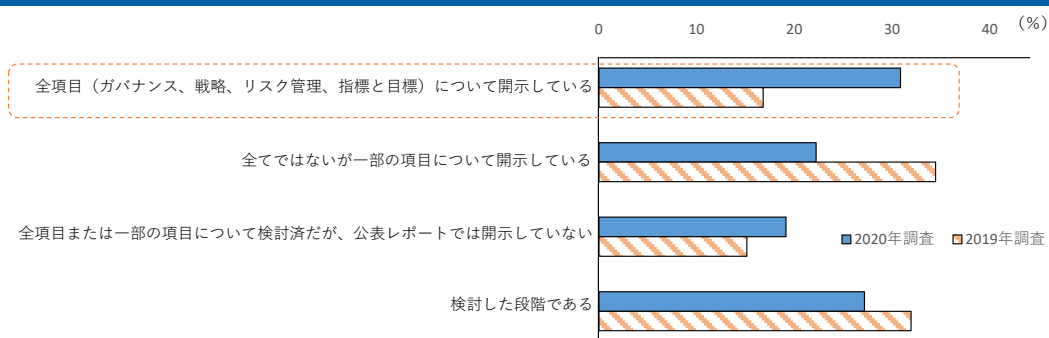 0 10 20 30 40 (%)
全項目（ガバナンス、戦略、リスク管理、指標と目標）について開示している
全てではないが一部の項目について開示している
全項目または一部の項目について検討済だが、公表レポートでは開示していない
2020年調査 2019年調査
検討した段階である